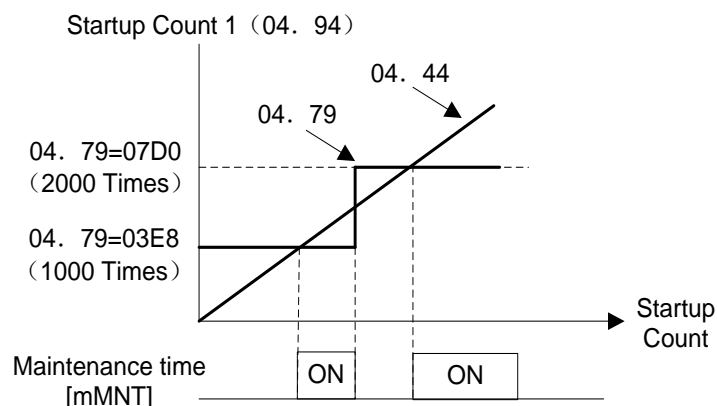 Startup Count 1（04. 94）
04. 44
04. 79
04. 79=07D0
（2000 Times）
04. 79=03E8
（1000 Times）
Startup
Count
Maintenance time
[mMNT]
ON
ON